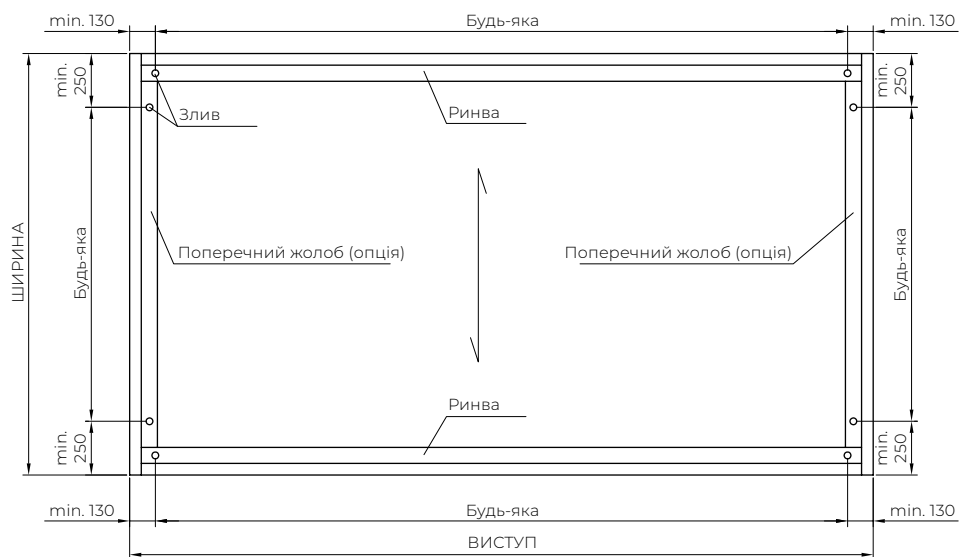 min. 130
Будь-яка
min. 130
min.
250
min.
250
Злив
Ринва
ШИРИНА
Будь-яка
Поперечний жолоб (опція)
Поперечний жолоб (опція)
Будь-яка
Ринва
min.
250
min.
250
min. 130
Будь-яка
min. 130
ВИСТУП